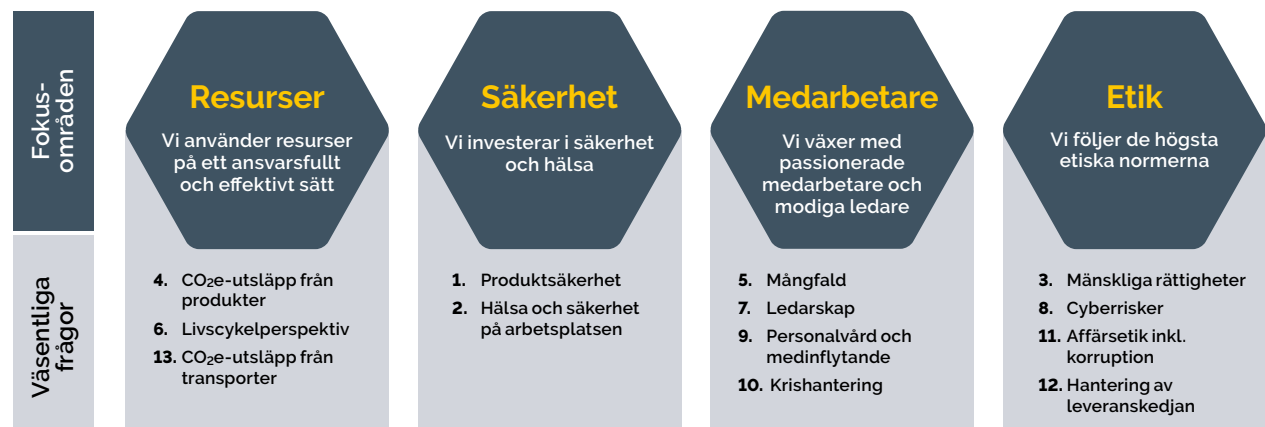 Fokus-
områden
Resurser
Vi använder resurser
på ett ansvarsfullt
och effektivt sätt
Säkerhet
Vi investerar i säkerhet
och hälsa
Medarbetare
Vi växer med
passionerade
medarbetare och
modiga ledare
Etik
Vi följer de högsta
etiska normerna
Väsentliga
frågor
4. CO₂e-utsläpp från
produkter
6. Livscykelperspektiv
13. CO₂e-utsläpp från
transporter
1. Produktsäkerhet
2. Hälsa och säkerhet
på arbetsplatsen
5. Mångfald
7. Ledarskap
9. Personalvård och
medinflytande
10. Krishantering
3. Mänskliga rättigheter
8. Cyberrisker
11. Affärsetik inkl.
korruption
12. Hantering av
leveranskedjan